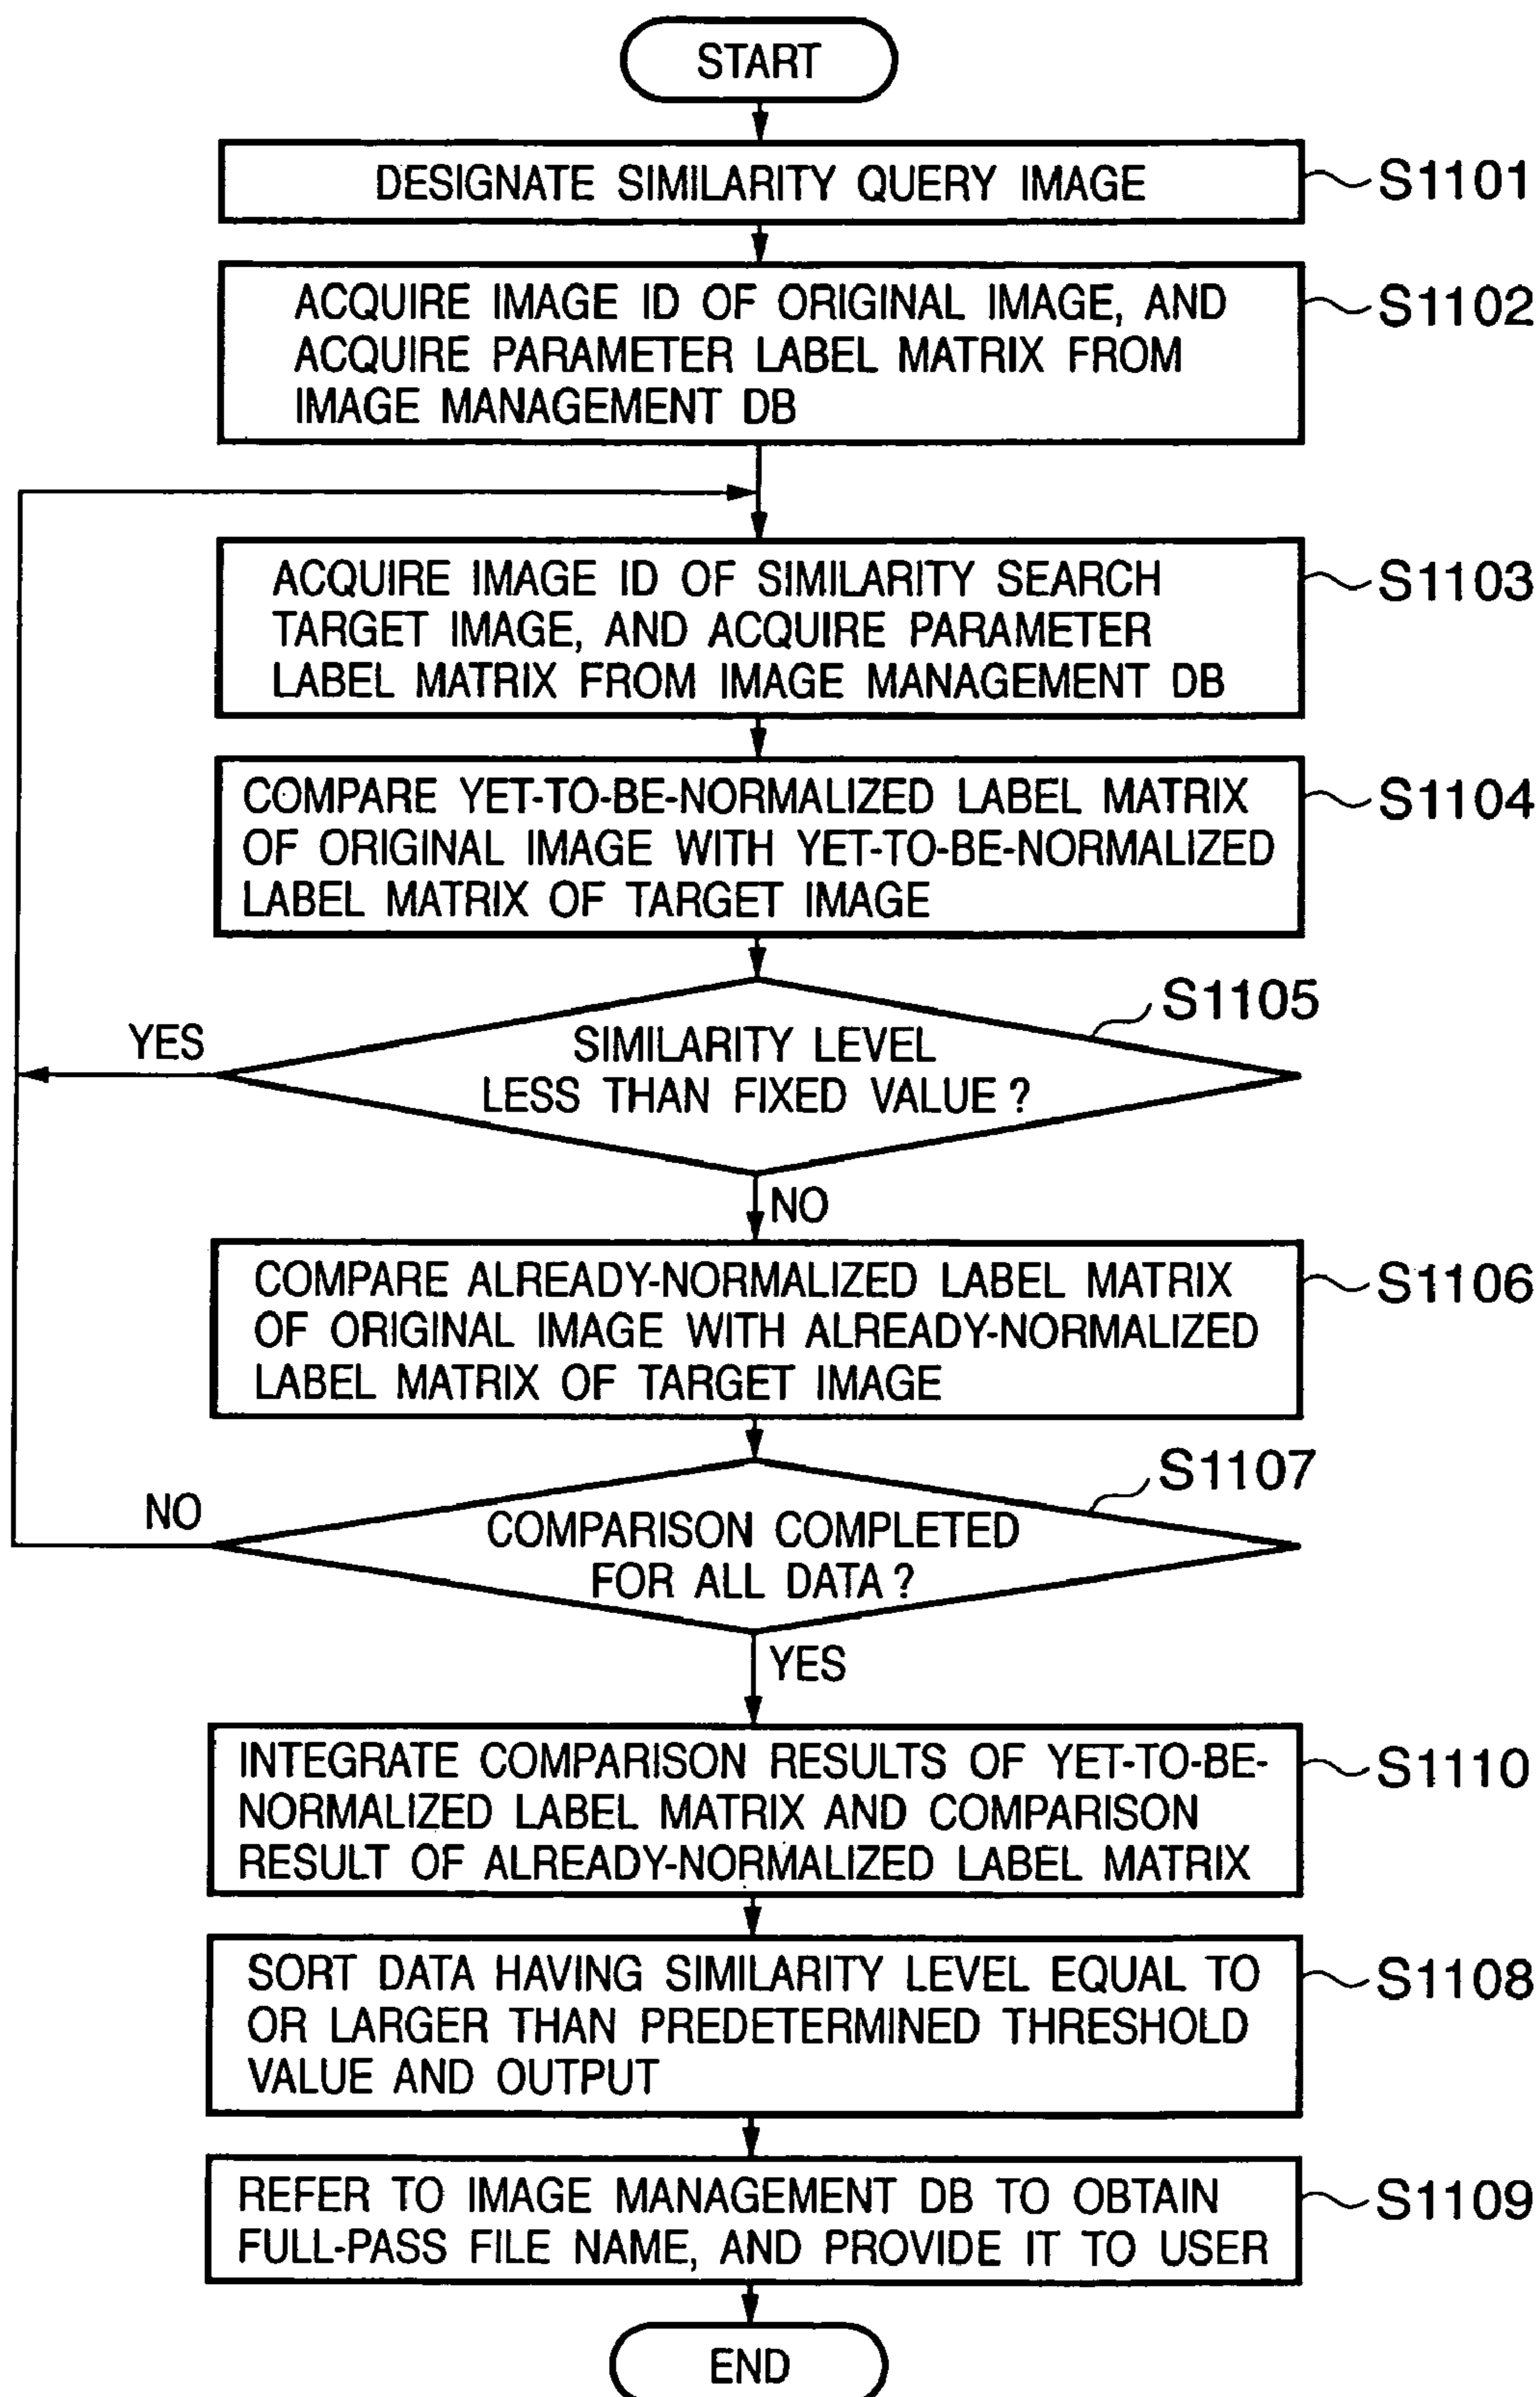 START
DESIGNATE SIMILARITY QUERY IMAGE
S1101
ACQUIRE IMAGE ID OF ORIGINAL IMAGE, AND
ACQUIRE PARAMETER LABEL MATRIX FROM
IMAGE MANAGEMENT DB
S1102
ACQUIRE IMAGE ID OF SIMILARITY SEARCH
TARGET IMAGE, AND ACQUIRE PARAMETER
LABEL MATRIX FROM IMAGE MANAGEMENT DB
S1103
COMPARE YET-TO-BE-NORMALIZED LABEL MATRIX
OF ORIGINAL IMAGE WITH YET-TO-BE-NORMALIZED
LABEL MATRIX OF TARGET IMAGE
S1104
S1105
YES
SIMILARITY LEVEL
LESS THAN FIXED VALUE?
NO
COMPARE ALREADY-NORMALIZED LABEL MATRIX
OF ORIGINAL IMAGE WITH ALREADY-NORMALIZED
LABEL MATRIX OF TARGET IMAGE
S1106
S1107
NO
COMPARISON COMPLETED
FOR ALL DATA?
YES
INTEGRATE COMPARISON RESULTS OF YET-TO-BE-
NORMALIZED LABEL MATRIX AND COMPARISON
RESULT OF ALREADY-NORMALIZED LABEL MATRIX
S1110
SORT DATA HAVING SIMILARITY LEVEL EQUAL TO
OR LARGER THAN PREDETERMINED THRESHOLD
VALUE AND OUTPUT
S1108
REFER TO IMAGE MANAGEMENT DB TO OBTAIN
FULL-PASS FILE NAME, AND PROVIDE IT TO USER
S1109
END